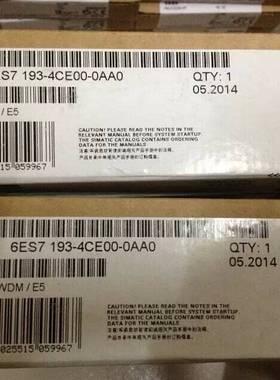 6ES7 193-4CE00-0AA0
QTY: 1
05.2014
/ E5
CAUTION! PLEASE READ THE NOTES IN
THE RELEVANT MANUAL BEFORE SYSTEM STARTUP.
THE SIMATIC CATALOG CONTAINS ORDERING
DATA FOR THE MANUALS
5515 059967
6ES7 193-4CE00-0AA0
QTY: 1
05.2014
WDM / E5
CAUTION! PLEASE READ THE NOTES IN
THE RELEVANT MANUAL BEFORE SYSTEM STARTUP.
THE SIMATIC CATALOG CONTAINS ORDERING
DATA FOR THE MANUALS
025515 059967